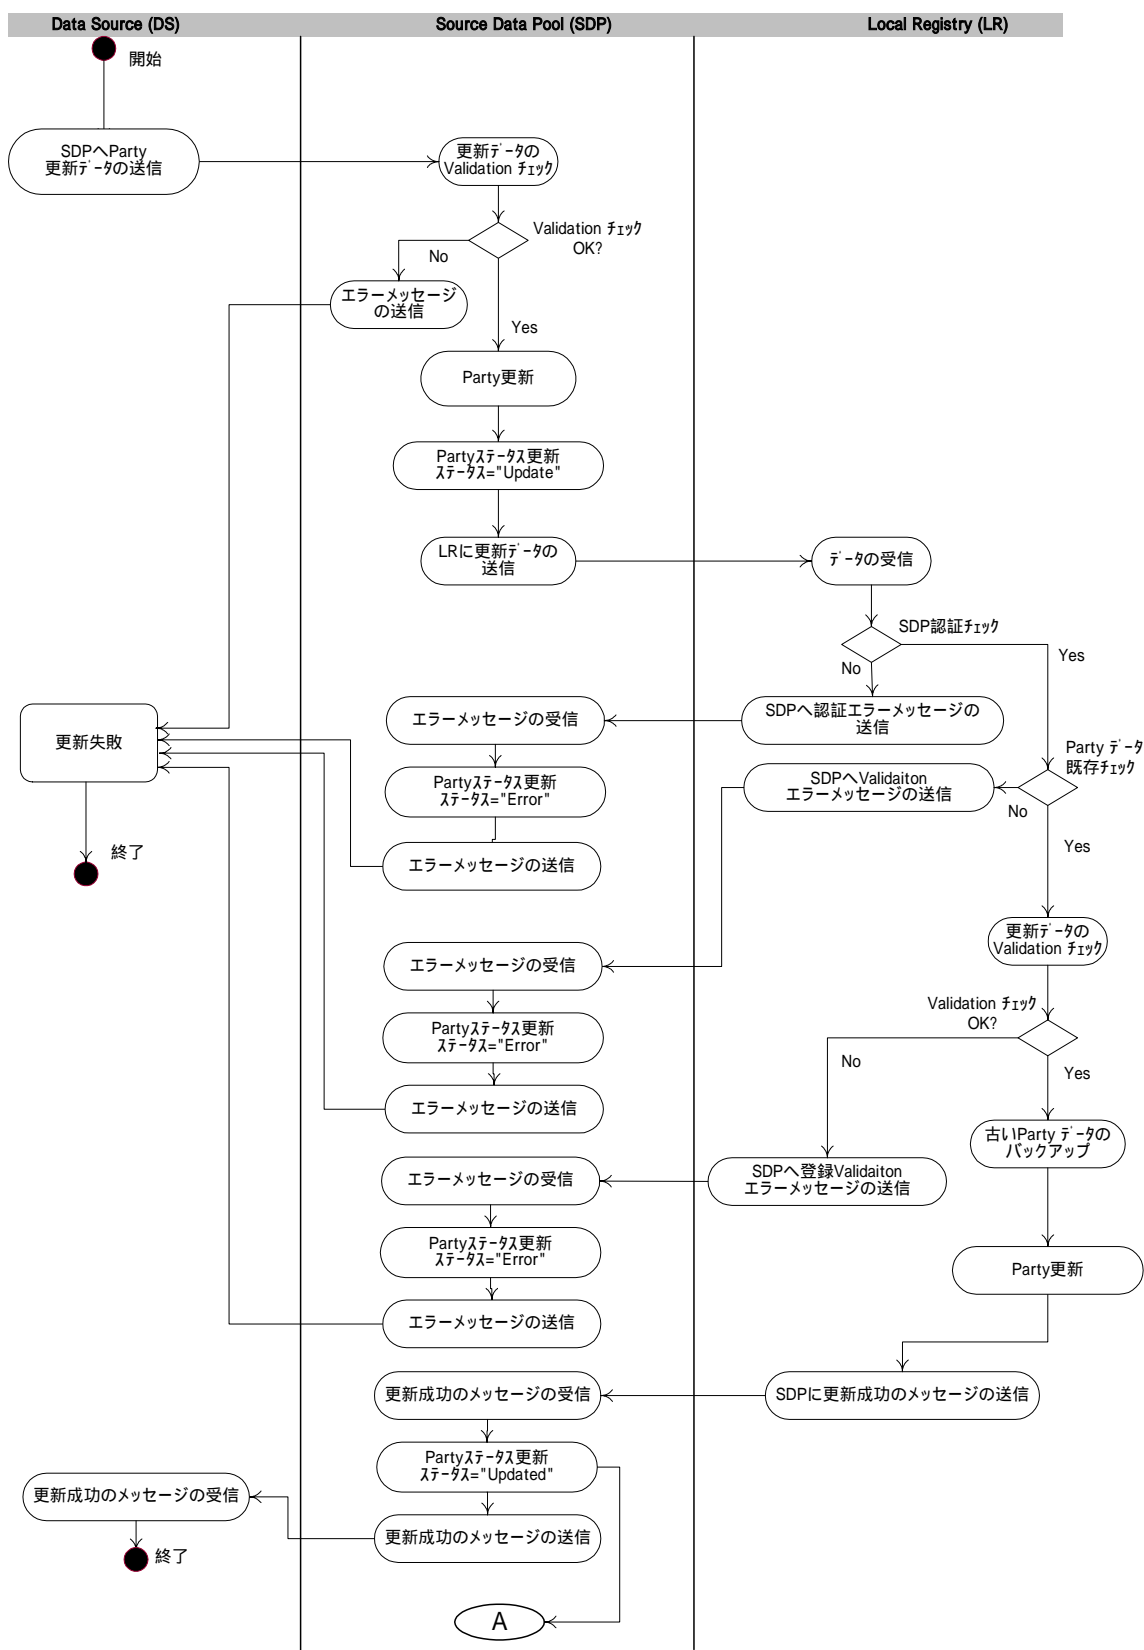 Data Source (DS)
Source Data Pool (SDP)
Local Registry (LR)
開始
SDPへParty
更新ﾃﾞｰﾀの送信
更新データの
Validation ﾁｪｯｸ
Validation ﾁｪｯｸ
OK?
No
エラーメッセージ
の送信
Yes
Party更新
Partyｽﾃｰﾀｽ更新
ｽﾃｰﾀｽ="Update"
LRに更新ﾃﾞｰﾀの
送信
ﾃﾞｰﾀの受信
SDP認証ﾁｪｯｸ
Yes
No
SDPへ認証エラーメッセージの
送信
エラーメッセージの受信
更新失敗
Party ﾃﾞｰﾀ
既存ﾁｪｯｸ
Partyｽﾃｰﾀｽ更新
ｽﾃｰﾀｽ="Error"
SDPへValidaiton
エラーメッセージの送信
No
Yes
終了
エラーメッセージの送信
更新ﾃﾞｰﾀの
Validation ﾁｪｯｸ
エラーメッセージの受信
Validation ﾁｪｯｸ
OK?
Partyｽﾃｰﾀｽ更新
ｽﾃｰﾀｽ="Error"
No
Yes
エラーメッセージの送信
古いParty ﾃﾞｰﾀの
バックアップ
エラーメッセージの受信
SDPへ登録Validaiton
エラーメッセージの送信
Partyｽﾃｰﾀｽ更新
ｽﾃｰﾀｽ="Error"
Party更新
エラーメッセージの送信
更新成功のメッセージの受信
SDPに更新成功のメッセージの送信
Partyｽﾃｰﾀｽ更新
ｽﾃｰﾀｽ="Updated"
更新成功のメッセージの受信
更新成功のメッセージの送信
終了
A